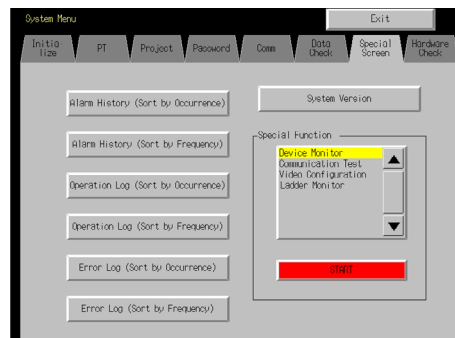 System Menu
Exit
Initia-
lize
PT
Project
Password
Comm
Data
Check
Special
Screen
Hardware
Check
Alarm History (Sort by Occurrence)
Alarm History (Sort by Frequency)
Operation Log (Sort by Occurrence)
Operation Log (Sort by Frequency)
Error Log (Sort by Occurrence)
Error Log (Sort by Frequency)
System Version
Special Function
Device Monitor
Communication Test
Video Configuration
Ladder Monitor
START